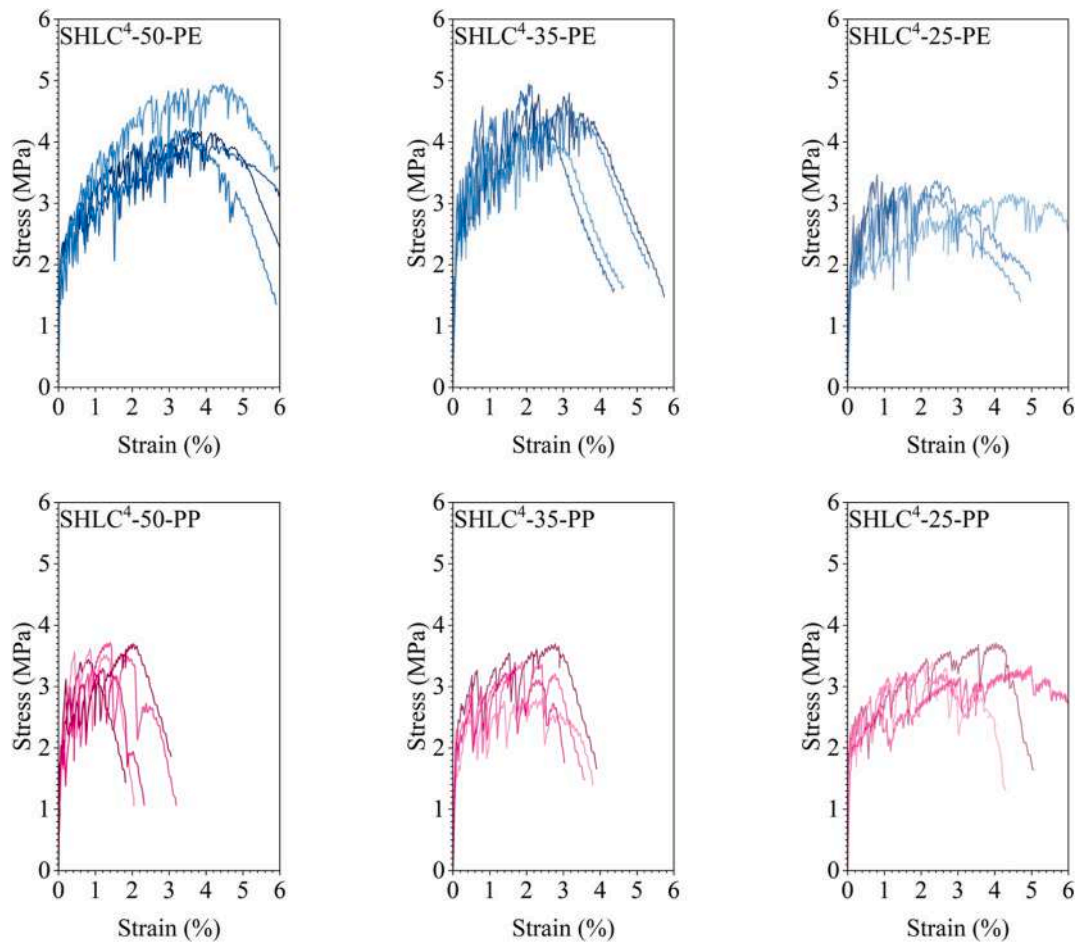 SHLC⁴-50-PE
6
5
4
3
2
1
0
Stress (MPa)
0 1 2 3 4 5 6
Strain (%)
SHLC⁴-35-PE
6
5
4
3
2
1
0
Stress (MPa)
0 1 2 3 4 5 6
Strain (%)
SHLC⁴-25-PE
6
5
4
3
2
1
0
Stress (MPa)
0 1 2 3 4 5 6
Strain (%)
SHLC⁴-50-PP
6
5
4
3
2
1
0
Stress (MPa)
0 1 2 3 4 5 6
Strain (%)
SHLC⁴-35-PP
6
5
4
3
2
1
0
Stress (MPa)
0 1 2 3 4 5 6
Strain (%)
SHLC⁴-25-PP
6
5
4
3
2
1
0
Stress (MPa)
0 1 2 3 4 5 6
Strain (%)